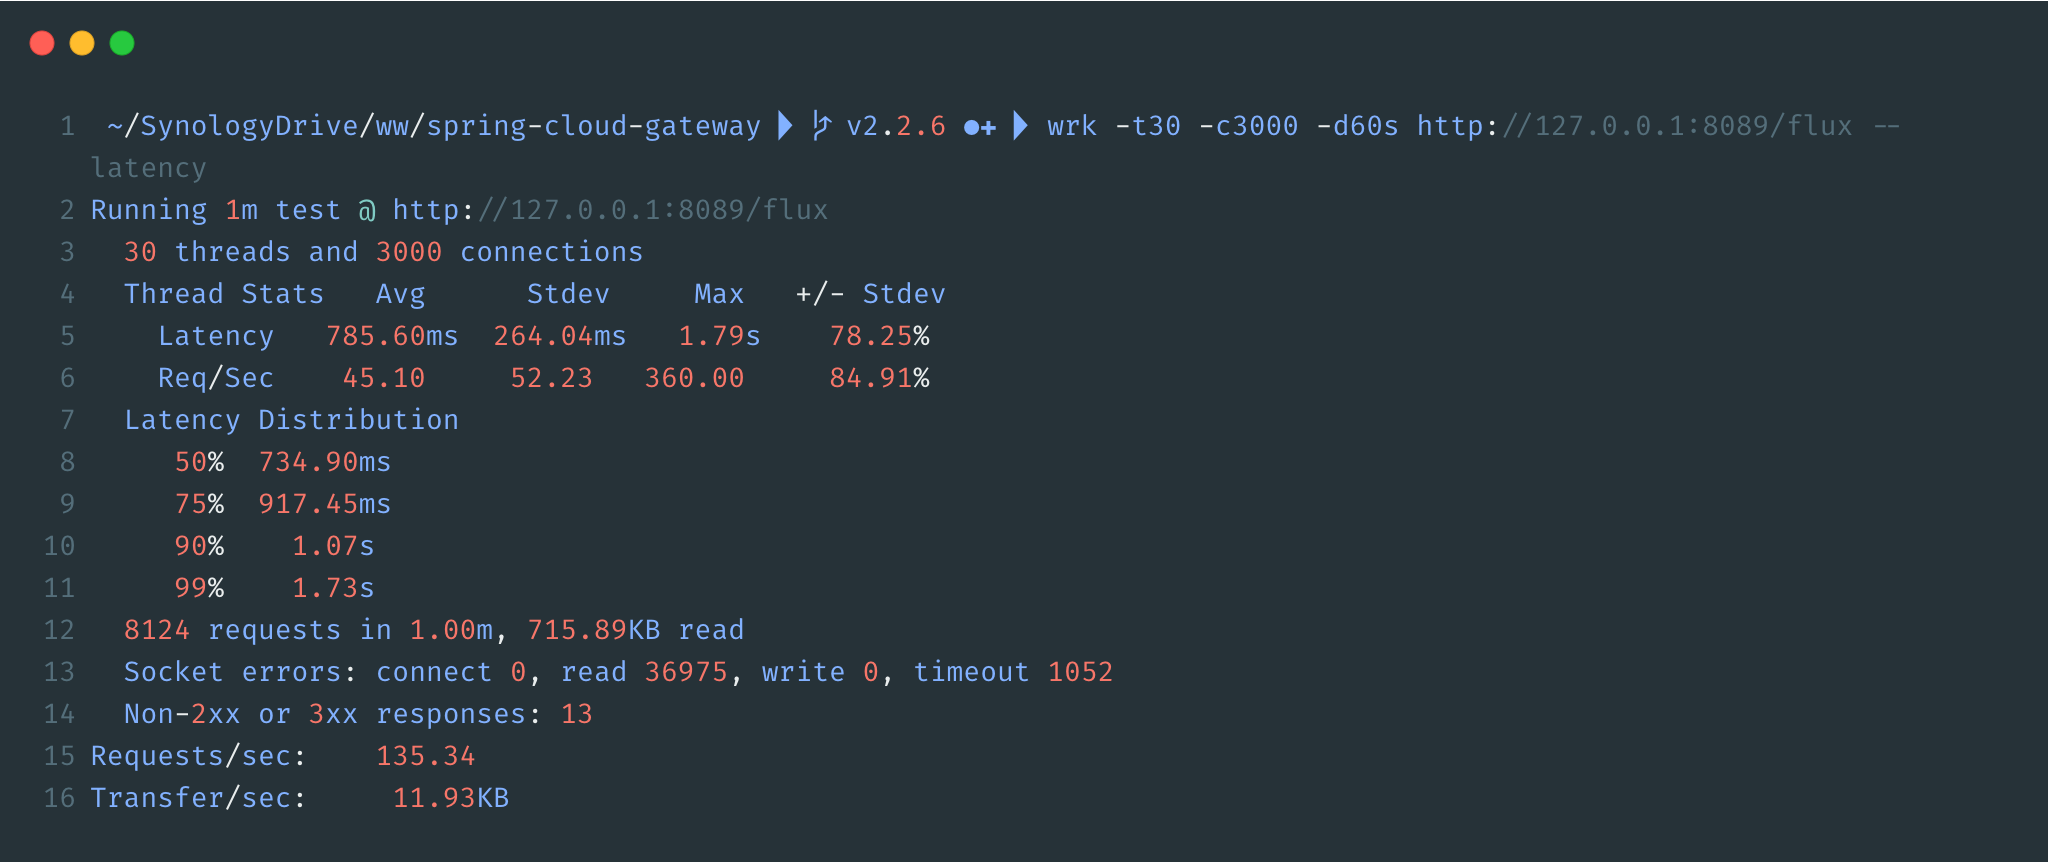 1 ~/SynologyDrive/ww/spring-cloud-gateway v2.2.6 ●+ wrk -t30 -c3000 -d60s http://127.0.0.1:8089/flux --
latency
2 Running 1m test @ http://127.0.0.1:8089/flux
3 30 threads and 3000 connections
4 Thread Stats Avg Stdev Max +/- Stdev
5 Latency 785.60ms 264.04ms 1.79s 78.25%
6 Req/Sec 45.10 52.23 360.00 84.91%
7 Latency Distribution
8 50% 734.90ms
9 75% 917.45ms
10 90% 1.07s
11 99% 1.73s
12 8124 requests in 1.00m, 715.89KB read
13 Socket errors: connect 0, read 36975, write 0, timeout 1052
14 Non-2xx or 3xx responses: 13
15 Requests/sec: 135.34
16 Transfer/sec: 11.93KB